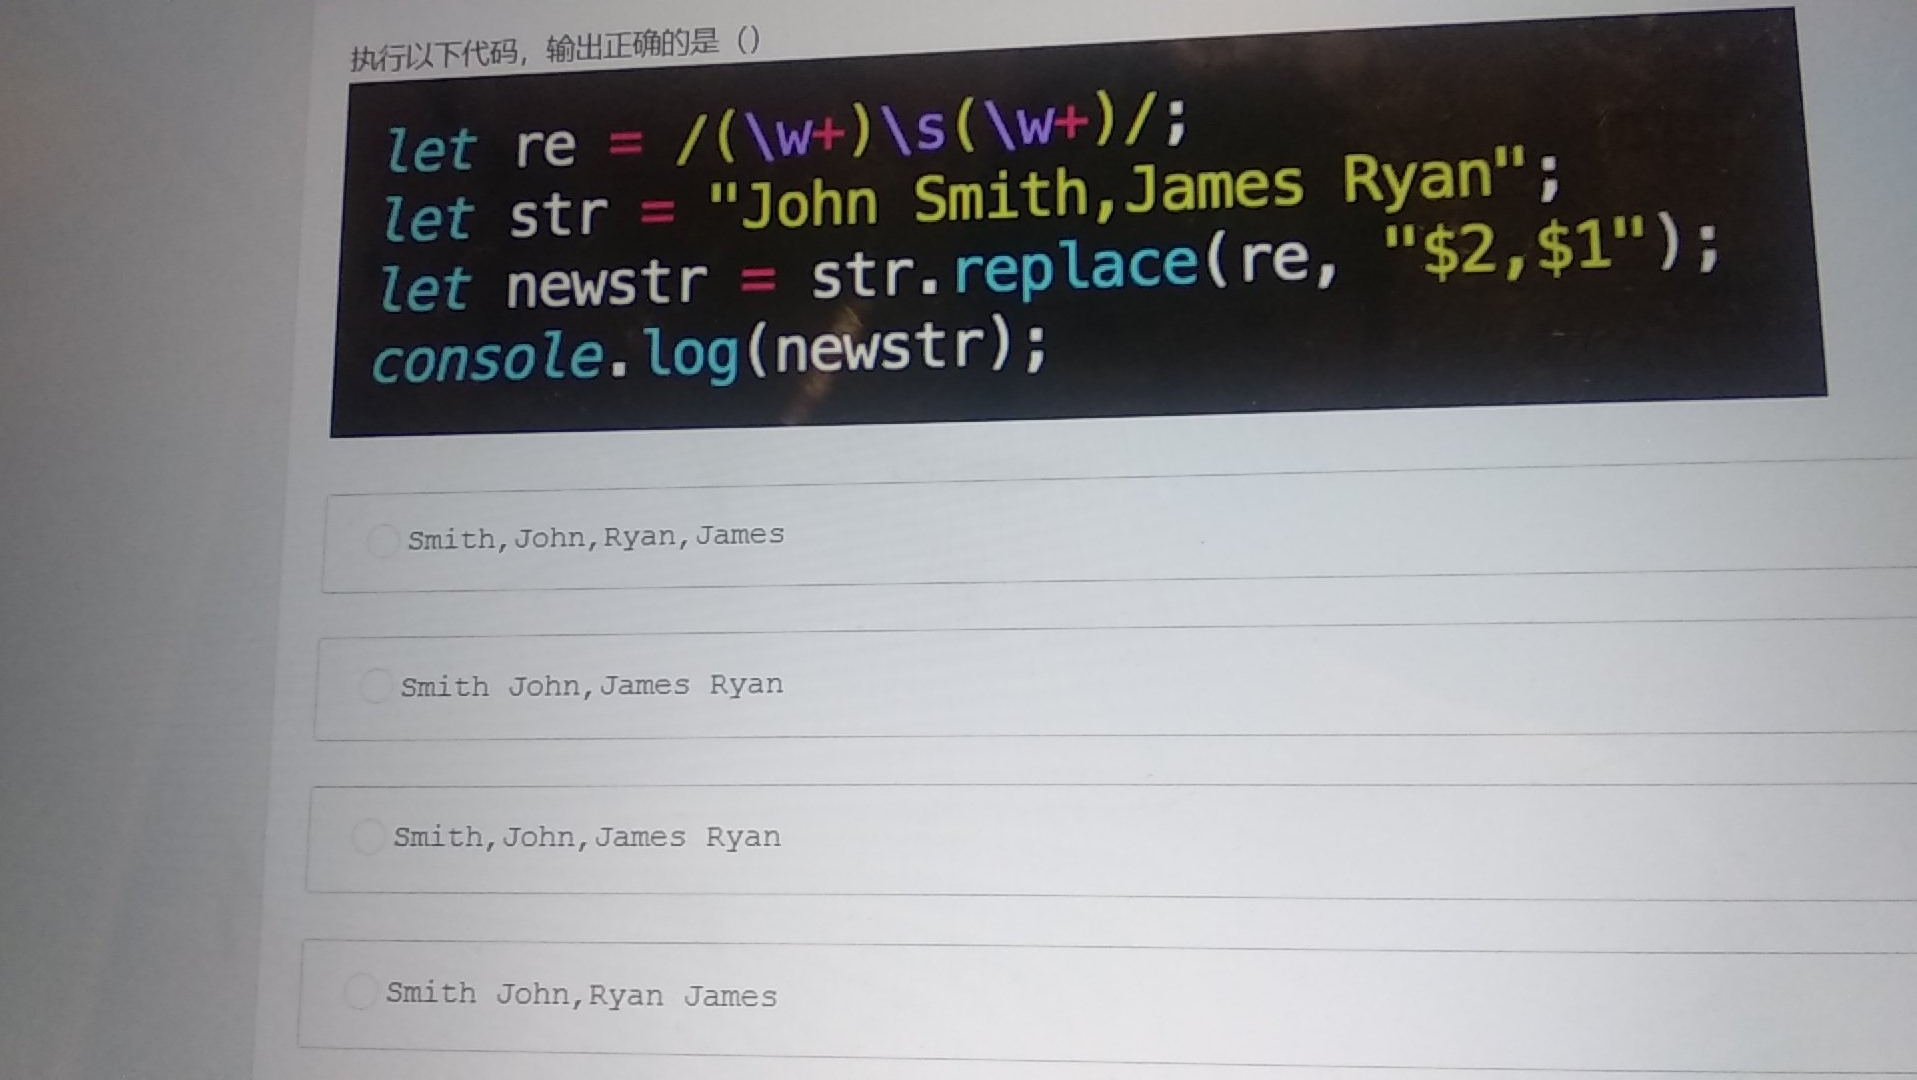 执行以下代码，输出正确的是（）
let re = /(\w+)\s(\w+)/;
let str = "John Smith,James Ryan";
let newstr = str.replace(re, "$2,$1");
console.log(newstr);
Smith,John,Ryan,James
Smith John,James Ryan
Smith,John,James Ryan
Smith John,Ryan James